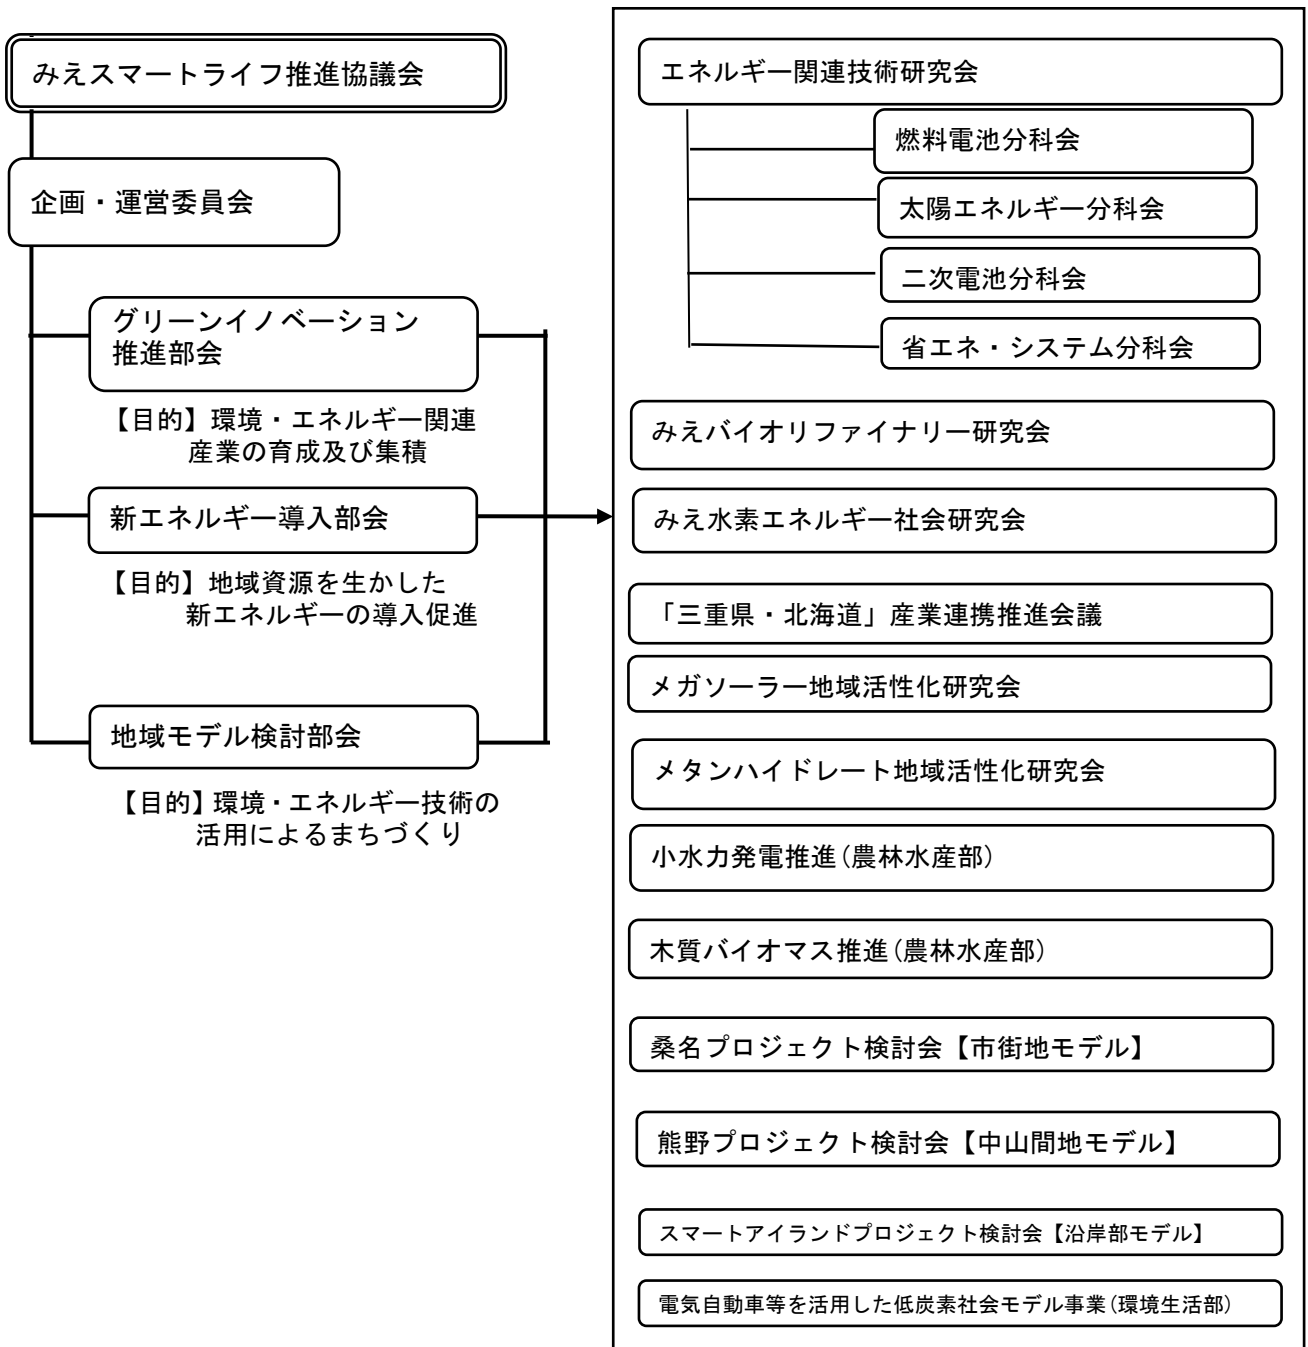 みえスマートライフ推進協議会
企画・運営委員会
グリーンイノベーション
推進部会
【目的】環境・エネルギー関連
産業の育成及び集積
新エネルギー導入部会
【目的】地域資源を生かした
新エネルギーの導入促進
地域モデル検討部会
【目的】環境・エネルギー技術の
活用によるまちづくり
エネルギー関連技術研究会
燃料電池分科会
太陽エネルギー分科会
二次電池分科会
省エネ・システム分科会
みえバイオリファイナリー研究会
みえ水素エネルギー社会研究会
「三重県・北海道」産業連携推進会議
メガソーラー地域活性化研究会
メタンハイドレート地域活性化研究会
小水力発電推進(農林水産部)
木質バイオマス推進(農林水産部)
桑名プロジェクト検討会【市街地モデル】
熊野プロジェクト検討会【中山間地モデル】
スマートアイランドプロジェクト検討会【沿岸部モデル】
電気自動車等を活用した低炭素社会モデル事業(環境生活部)